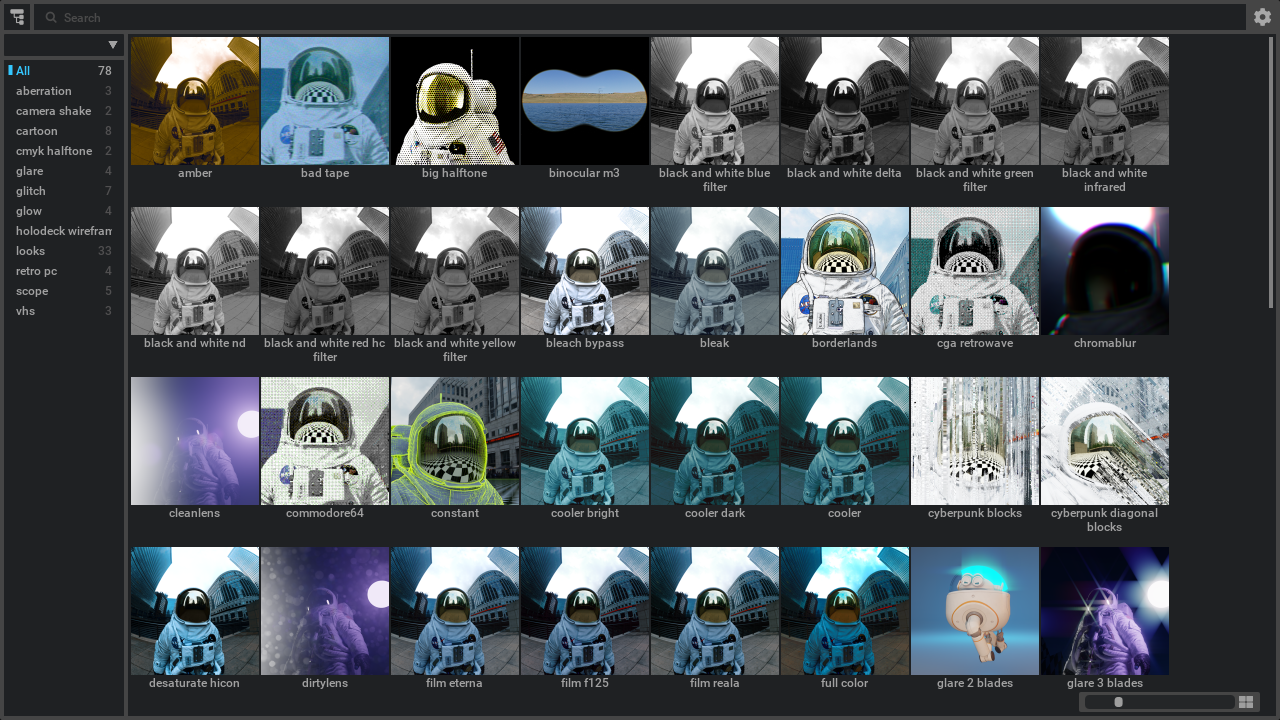 Search
All 78
aberration 3
camera shake 2
cartoon 8
cmyk halftone 2
glare 4
glitch 7
glow 4
holodeck wirefran
looks 33
retro pc 4
scope 5
vhs 3
amber
bad tape
big halftone
binocular m3
black and white blue
filter
black and white delta
black and white green
filter
black and white
infrared
black and white nd
black and white red hc
filter
black and white yellow
filter
bleach bypass
bleak
borderlands
cga retrowave
chromablur
cleanlens
commodore64
constant
cooler bright
cooler dark
cooler
cyberpunk blocks
cyberpunk diagonal
blocks
desaturate hicon
dirtylens
film eterna
film f125
film reala
full color
glare 2 blades
glare 3 blades